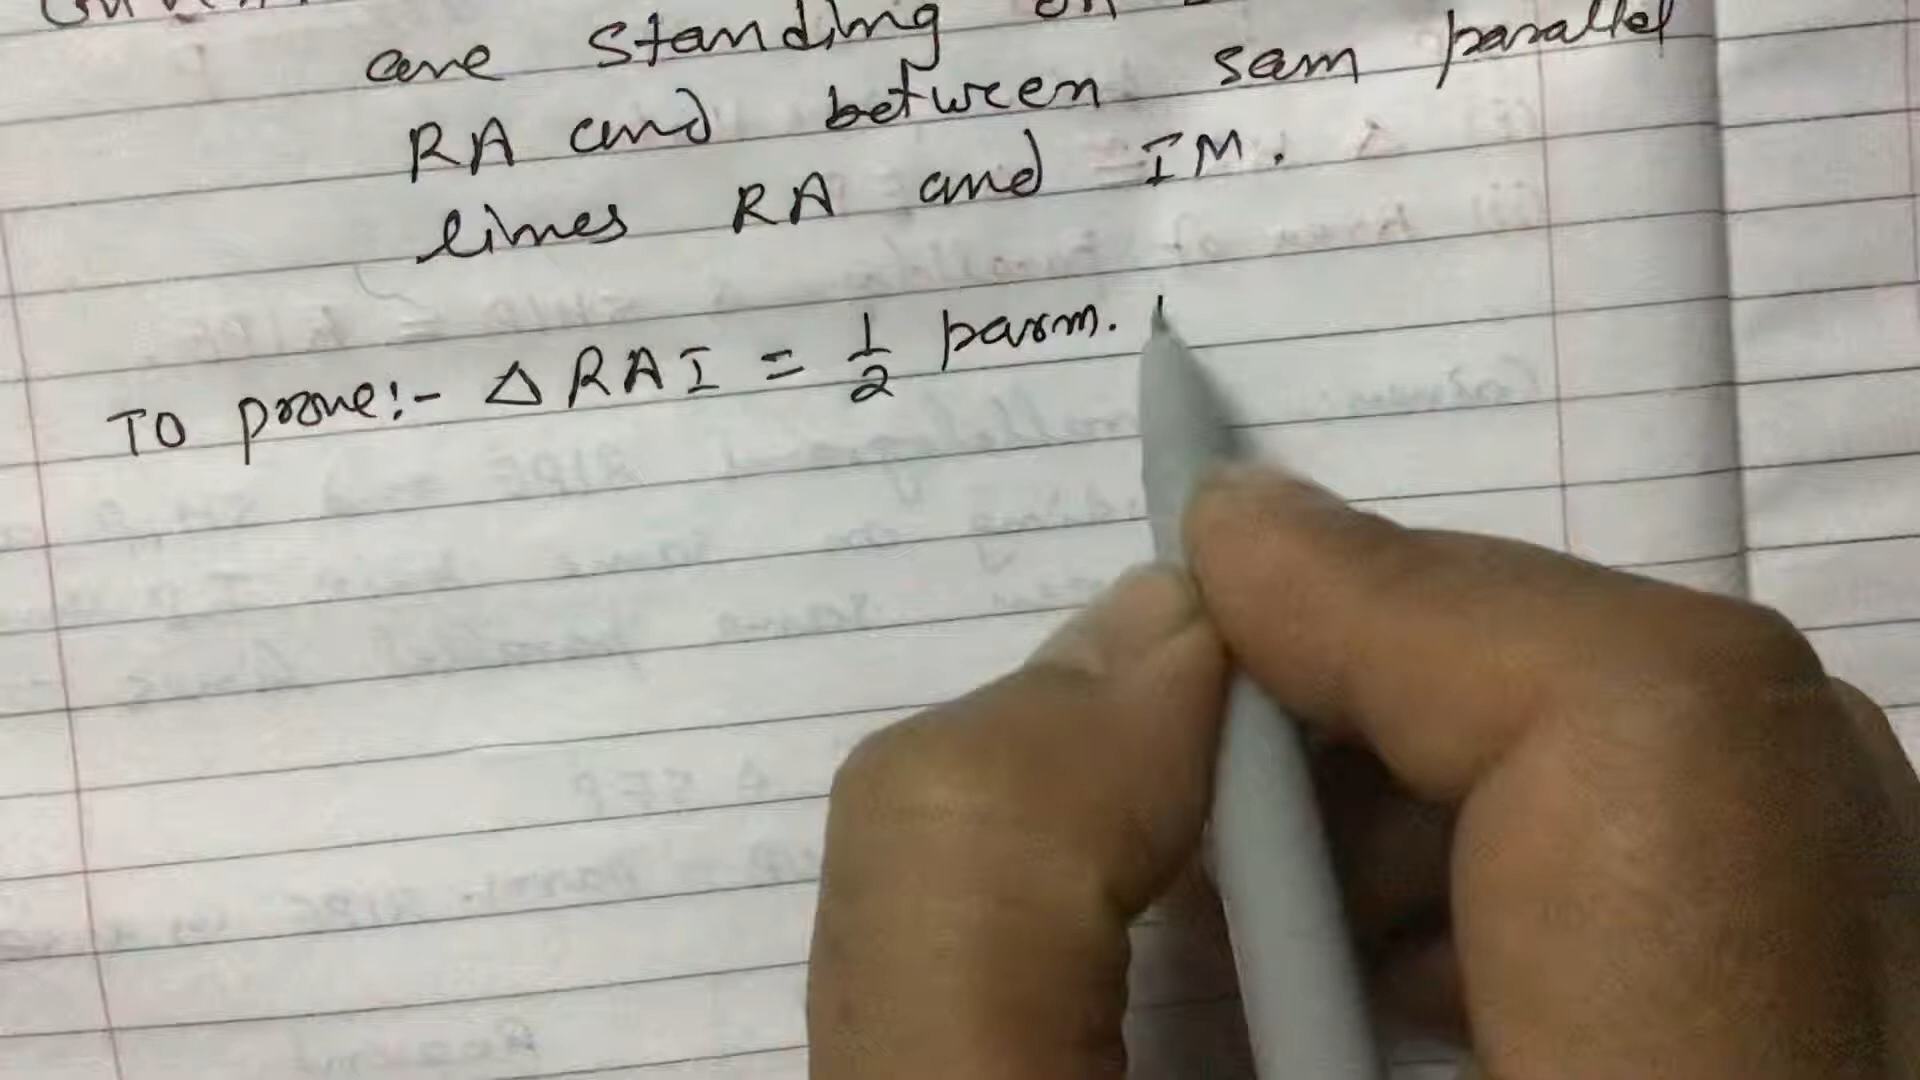 are standing on
RA and between sam parallel
lines RA and IM.
To prove:- △ RAI = 1/2 parm.